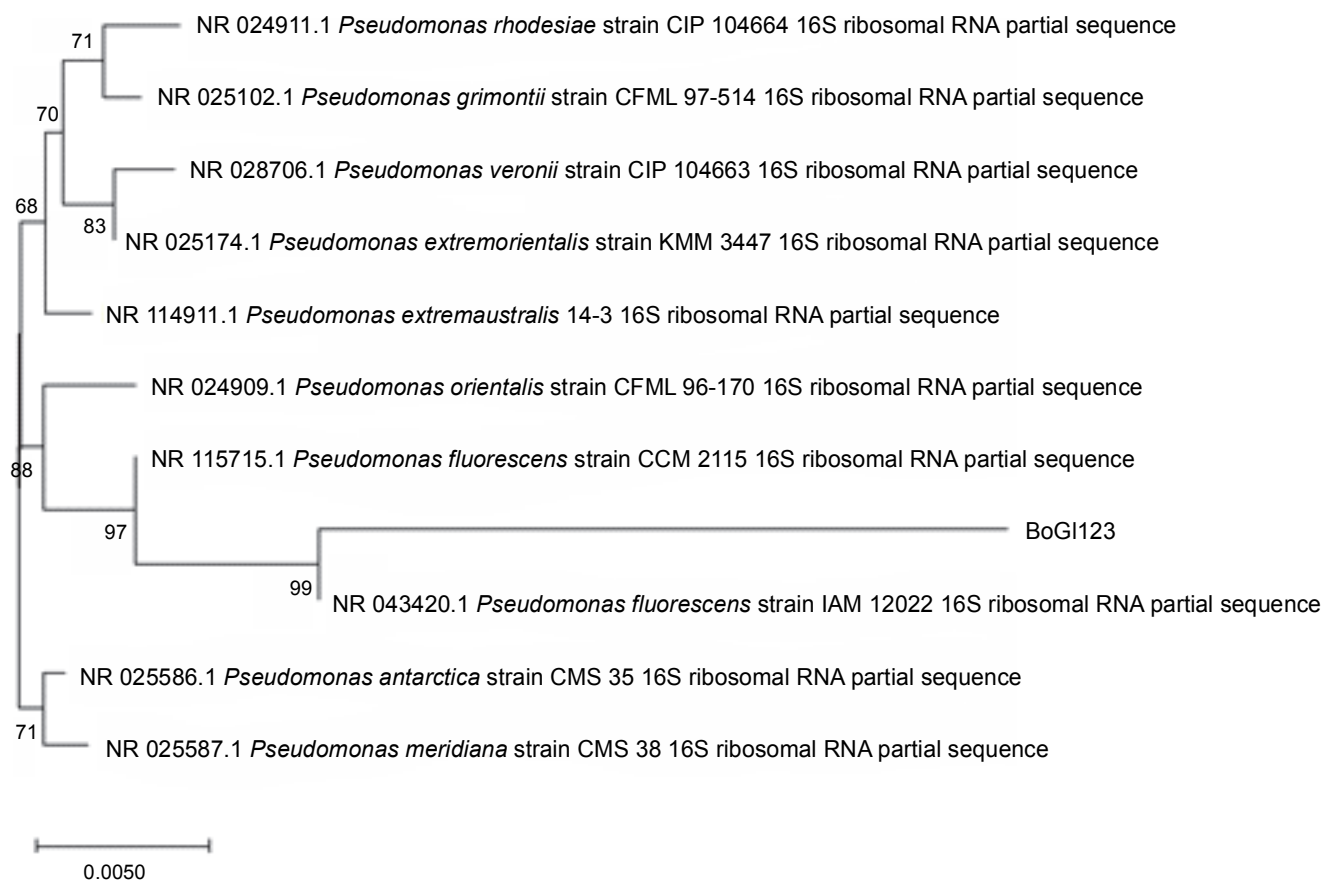 NR 024911.1 Pseudomonas rhodesiae strain CIP 104664 16S ribosomal RNA partial sequence
71
NR 025102.1 Pseudomonas grimontii strain CFML 97-514 16S ribosomal RNA partial sequence
70
NR 028706.1 Pseudomonas veronii strain CIP 104663 16S ribosomal RNA partial sequence
68
83
NR 025174.1 Pseudomonas extremorientalis strain KMM 3447 16S ribosomal RNA partial sequence
NR 114911.1 Pseudomonas extremaustralis 14-3 16S ribosomal RNA partial sequence
NR 024909.1 Pseudomonas orientalis strain CFML 96-170 16S ribosomal RNA partial sequence
88
NR 115715.1 Pseudomonas fluorescens strain CCM 2115 16S ribosomal RNA partial sequence
97
BoGl123
99
NR 043420.1 Pseudomonas fluorescens strain IAM 12022 16S ribosomal RNA partial sequence
NR 025586.1 Pseudomonas antarctica strain CMS 35 16S ribosomal RNA partial sequence
71
NR 025587.1 Pseudomonas meridiana strain CMS 38 16S ribosomal RNA partial sequence
0.0050